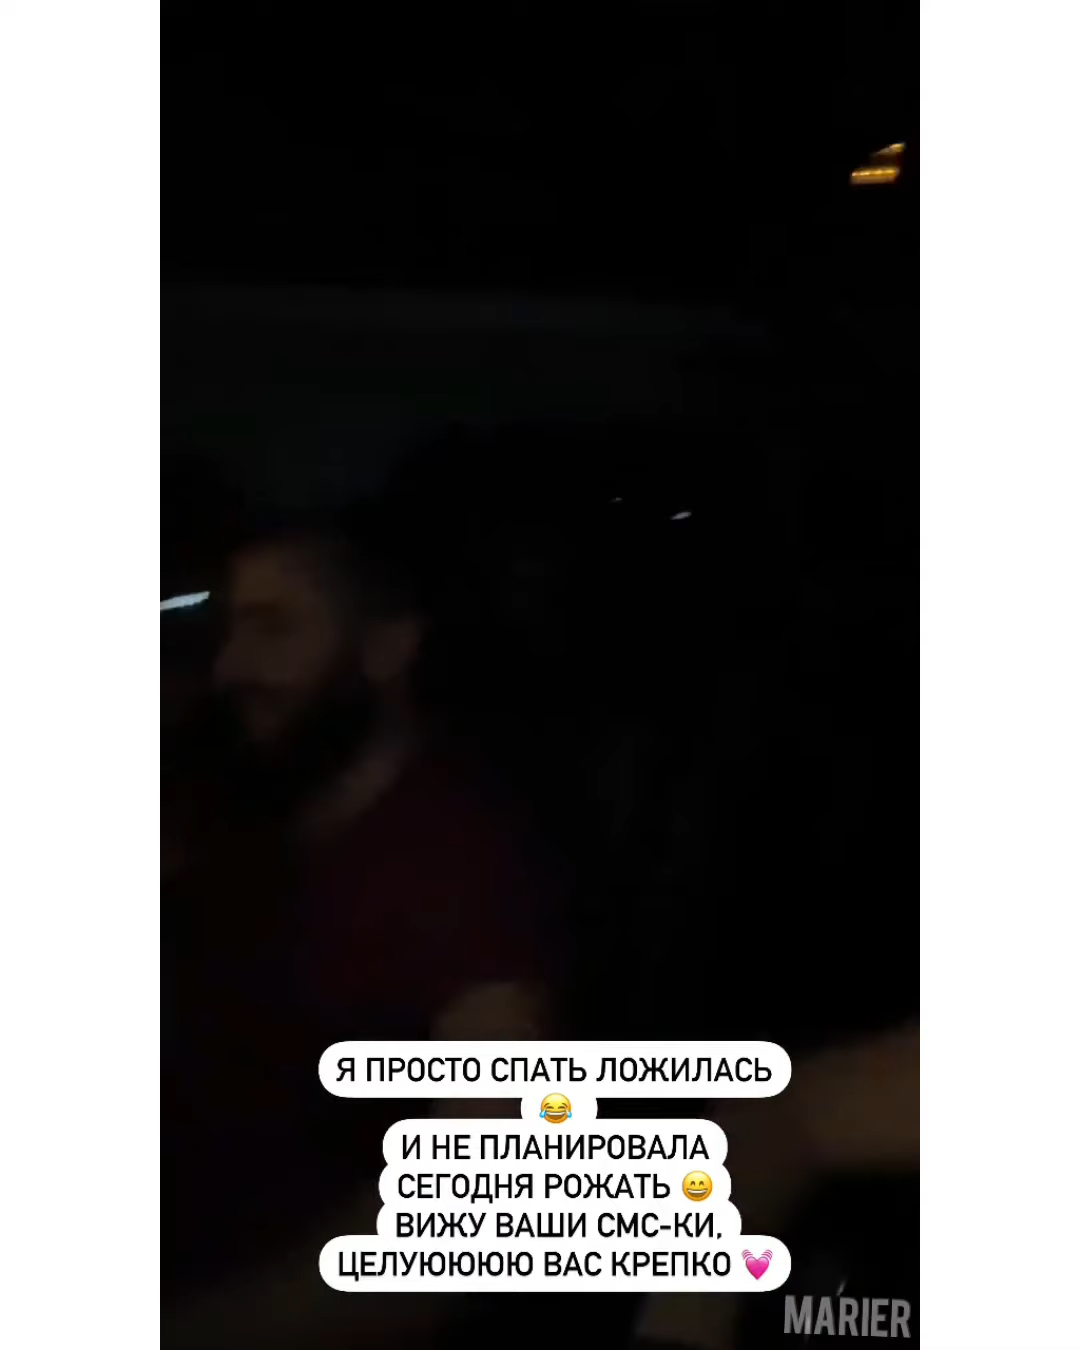 Я ПРОСТО СПАТЬ ЛОЖИЛАСЬ
😂
И НЕ ПЛАНИРОВАЛА
СЕГОДНЯ РОЖАТЬ 😄
ВИЖУ ВАШИ СМС-КИ,
ЦЕЛУЮЮЮЮ ВАС КРЕПКО 💓
MARIER